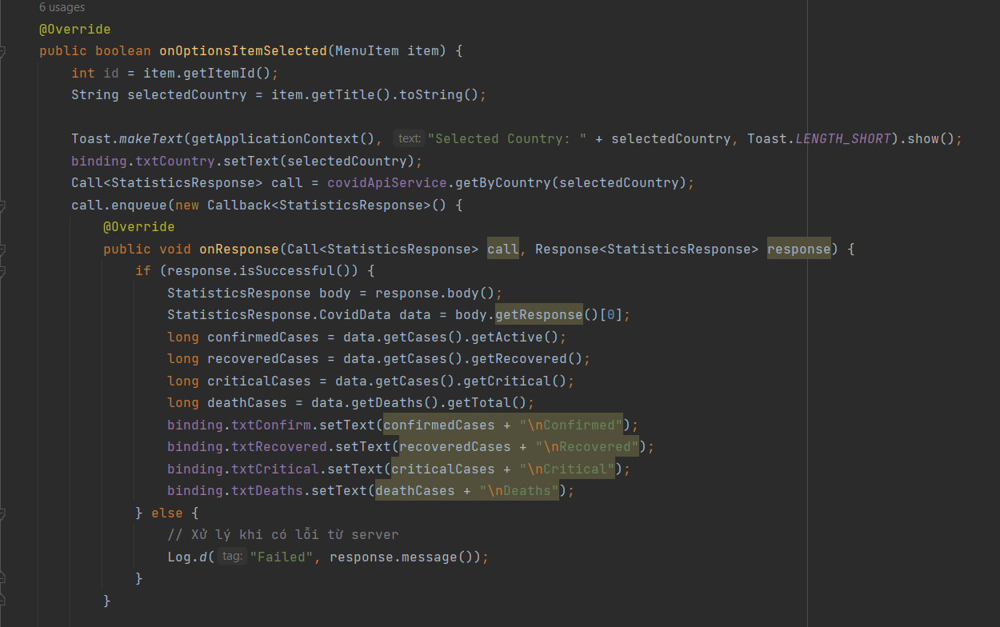 6 usages
@Override
public boolean onOptionsItemSelected(MenuItem item) {
int id = item.getItemId();
String selectedCountry = item.getTitle().toString();
Toast.makeText(getApplicationContext(), text: "Selected Country: " + selectedCountry, Toast.LENGTH_SHORT).show();
binding.txtCountry.setText(selectedCountry);
Call<StatisticsResponse> call = covidApiService.getByCountry(selectedCountry);
call.enqueue(new Callback<StatisticsResponse>() {
@Override
public void onResponse(Call<StatisticsResponse> call, Response<StatisticsResponse> response) {
if (response.isSuccessful()) {
StatisticsResponse body = response.body();
StatisticsResponse.CovidData data = body.getResponse()[0];
long confirmedCases = data.getCases().getActive();
long recoveredCases = data.getCases().getRecovered();
long criticalCases = data.getCases().getCritical();
long deathCases = data.getDeaths().getTotal();
binding.txtConfirm.setText(confirmedCases + "\nConfirmed");
binding.txtRecovered.setText(recoveredCases + "\nRecovered");
binding.txtCritical.setText(criticalCases + "\nCritical");
binding.txtDeaths.setText(deathCases + "\nDeaths");
} else {
// Xử lý khi có lỗi từ server
Log.d( tag: "Failed", response.message());
}
}